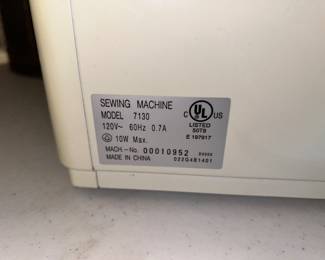 SEWING MACHINE
MODEL 7130
120V~ 60Hz 0.7A
10W Max.
MACH.-No. 00010952
MADE IN CHINA
C UL US
LISTED
50T8
E 197917